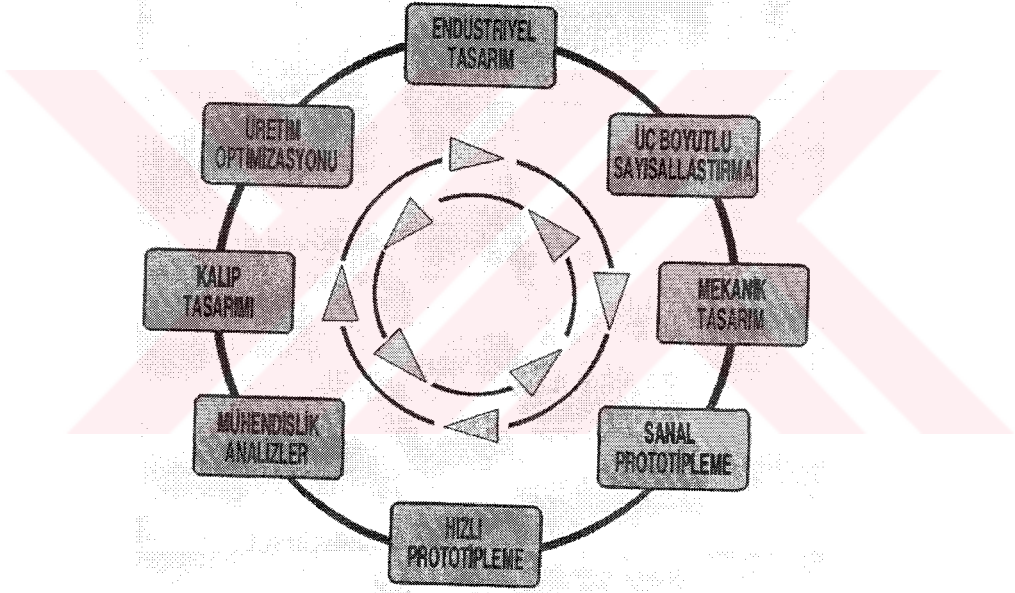 ENDÜSTRİYEL
TASARIM
ÜÇ BOYUTLU
SAYISALLAŞTIRMA
MEKANİK
TASARIM
SANAL
PROTOTİPLEME
HIZLI
PROTOTİPLEME
MÜHENDİSLİK
ANALİZLER
KALIP
TASARIMI
ÜRETİM
OPTİMİZASYONU